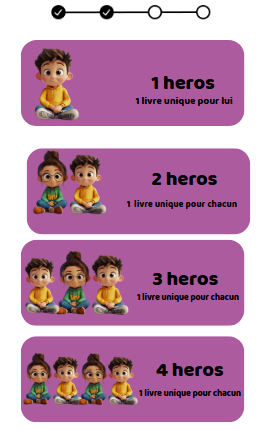 1 heros
1 livre unique pour lui
2 heros
1 livre unique pour chacun
3 heros
1 livre unique pour chacun
4 heros
1 livre unique pour chacun